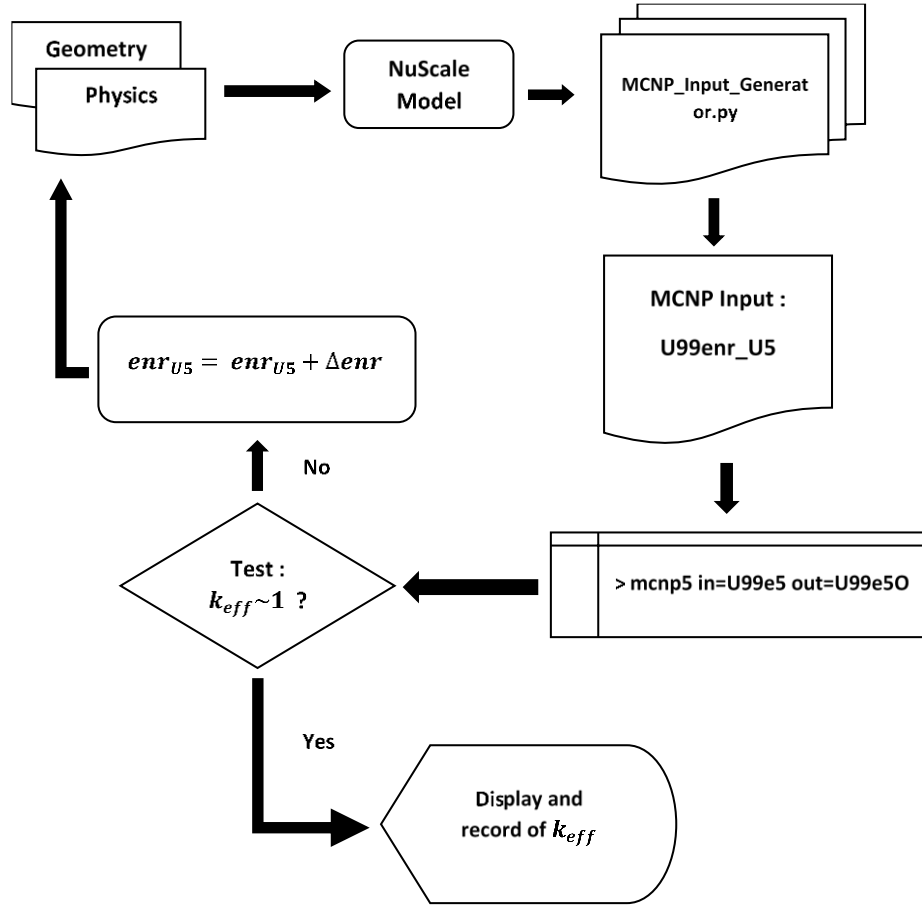 Geometry
Physics
NuScale
Model
MCNP_Input_Generat
or.py
MCNP Input :
U99enr_U5
> mcnp5 in=U99e5 out=U99e5O
Test :
k_eff~1 ?
No
enr_U5 = enr_U5 + Δenr
Yes
Display and
record of k_eff